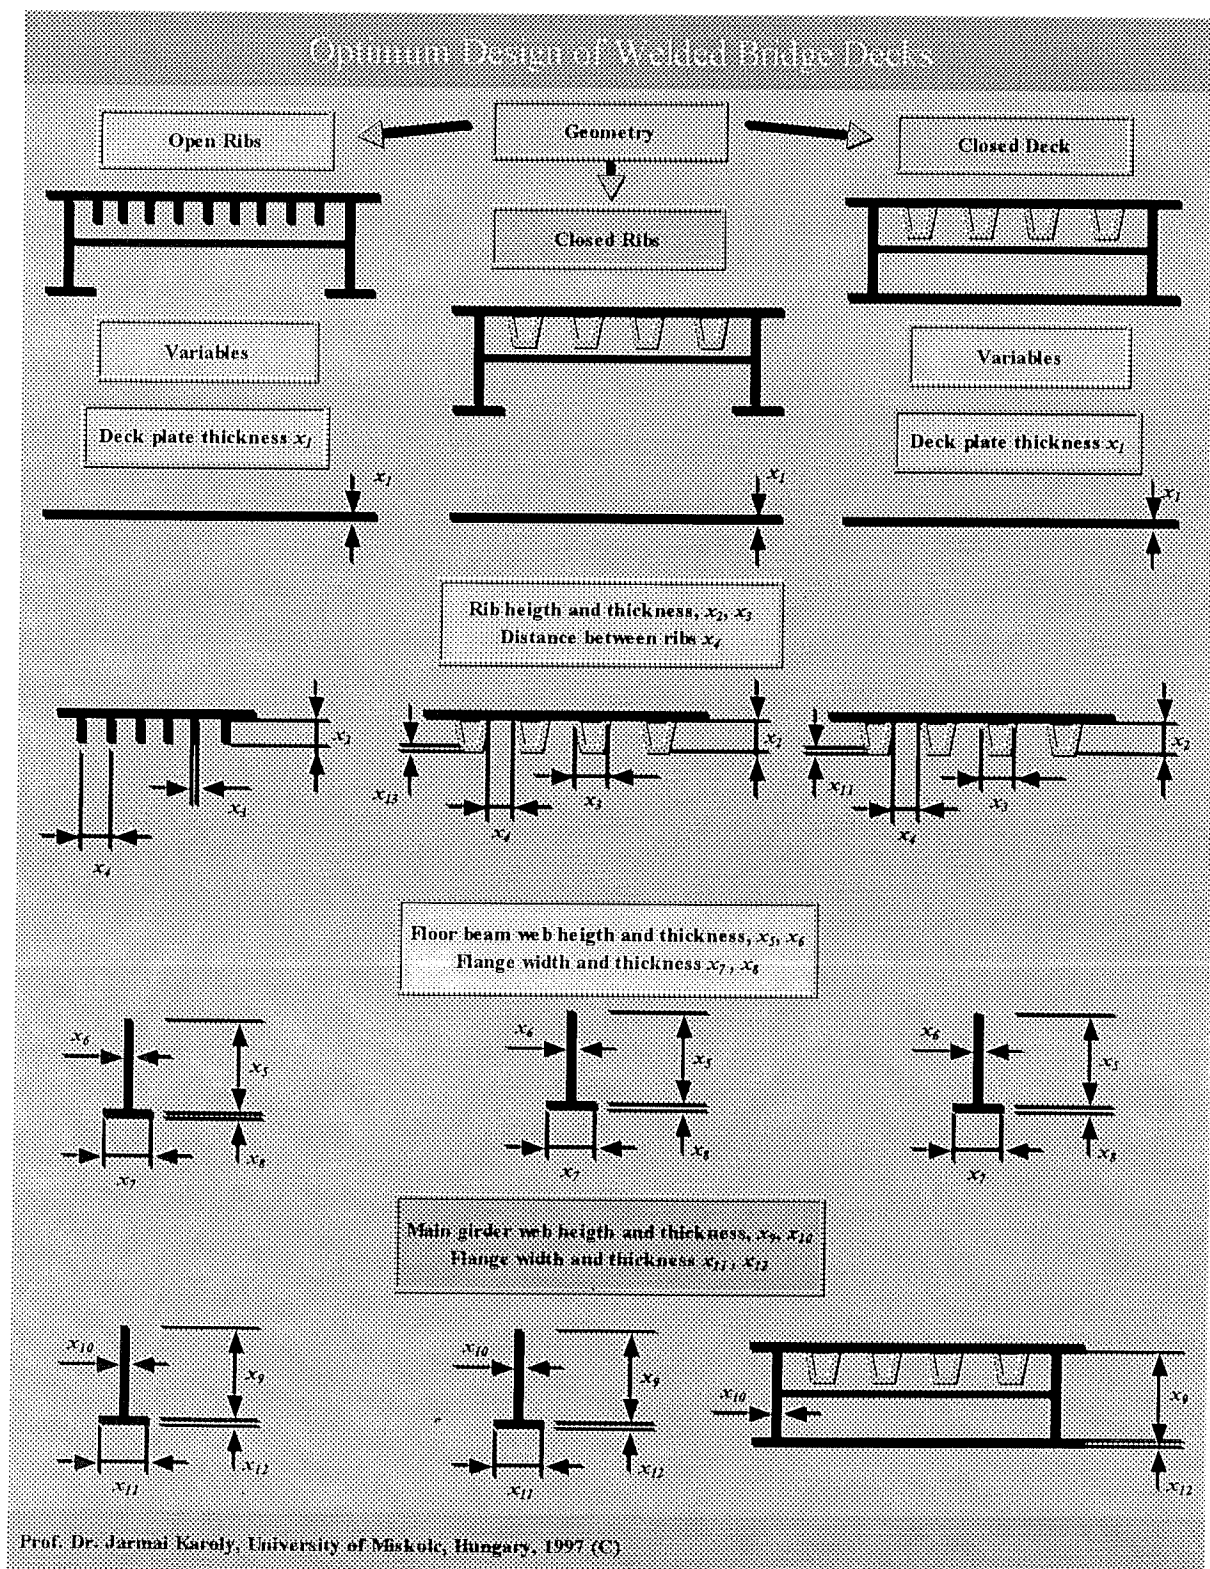 Optimum Design of Welded Bridge Decks
Open Ribs
Geometry
Closed Deck
Closed Ribs
Variables
Variables
Deck plate thickness x1
Deck plate thickness x1
x1
x1
x1
Rib heigth and thickness, x2, x3
Distance between ribs x4
x2
x3
x4
x13
x2
x3
x4
x11
x2
x3
x4
Floor beam web heigth and thickness, x5, x6
Flange width and thickness x7, x8
x6
x5
x8
x7
x6
x5
x8
x7
x6
x5
x8
x7
Main girder web heigth and thickness, x9, x10
Flange width and thickness x11, x12
x10
x9
x12
x11
x10
x9
x12
x11
x10
x9
x12
Prof. Dr. Jarmai Karoly, University of Miskolc, Hungary, 1997 (C)